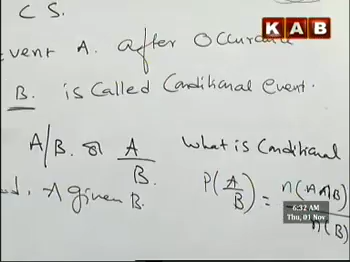 C S.
KAB
Event A. after Occurance
B. is Called Conditional event.
A/B. or A/B. What is Conditional
A given B. P(A/B) = n(A∩B)/n(B)
6:32 AM
Thu, 01 Nov